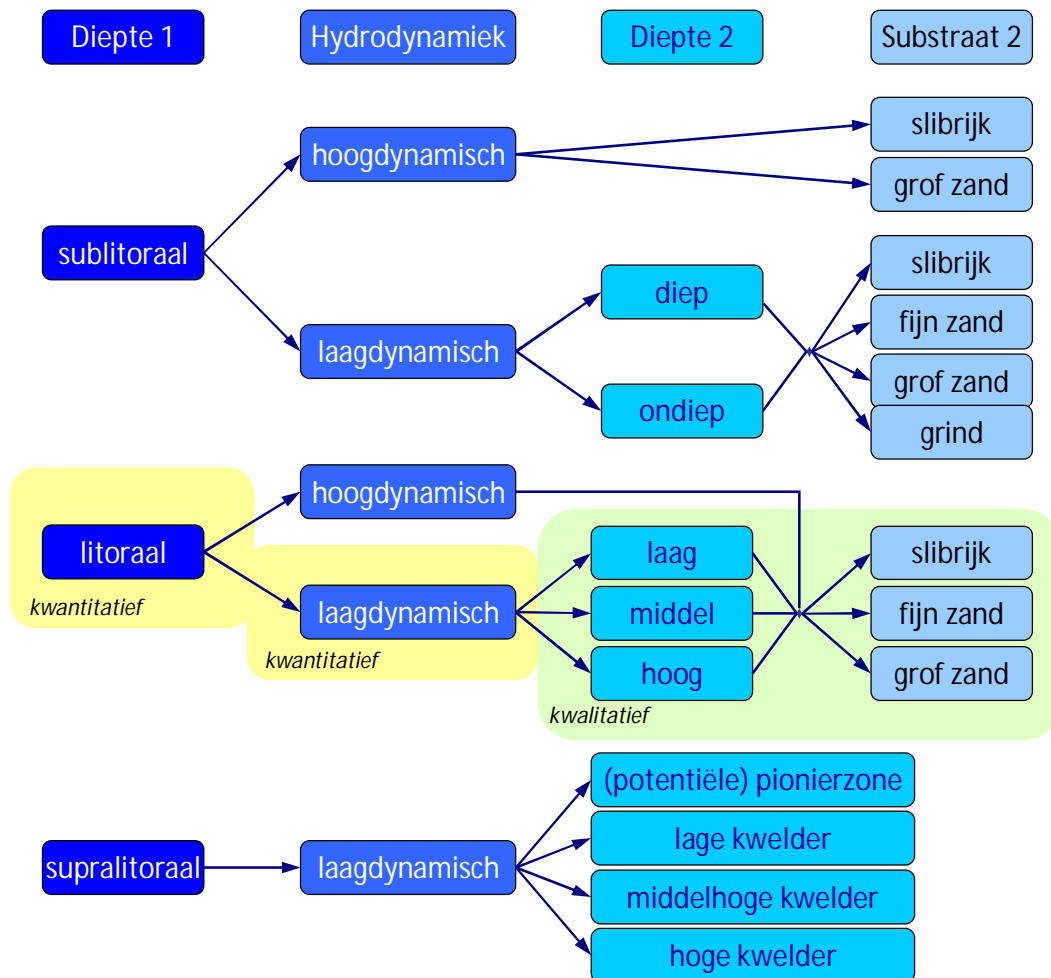 Diepte 1
Hydrodynamiek
Diepte 2
Substraat 2
sublitoraal
hoogdynamisch
slibrijk
grof zand
laagdynamisch
diep
ondiep
slibrijk
fijn zand
grof zand
grind
litoraal
kwantitatief
hoogdynamisch
laagdynamisch
kwantitatief
laag
middel
hoog
kwalitatief
slibrijk
fijn zand
grof zand
supralitoraal
laagdynamisch
(potentiële) pionierzone
lage kwelder
middelhoge kwelder
hoge kwelder